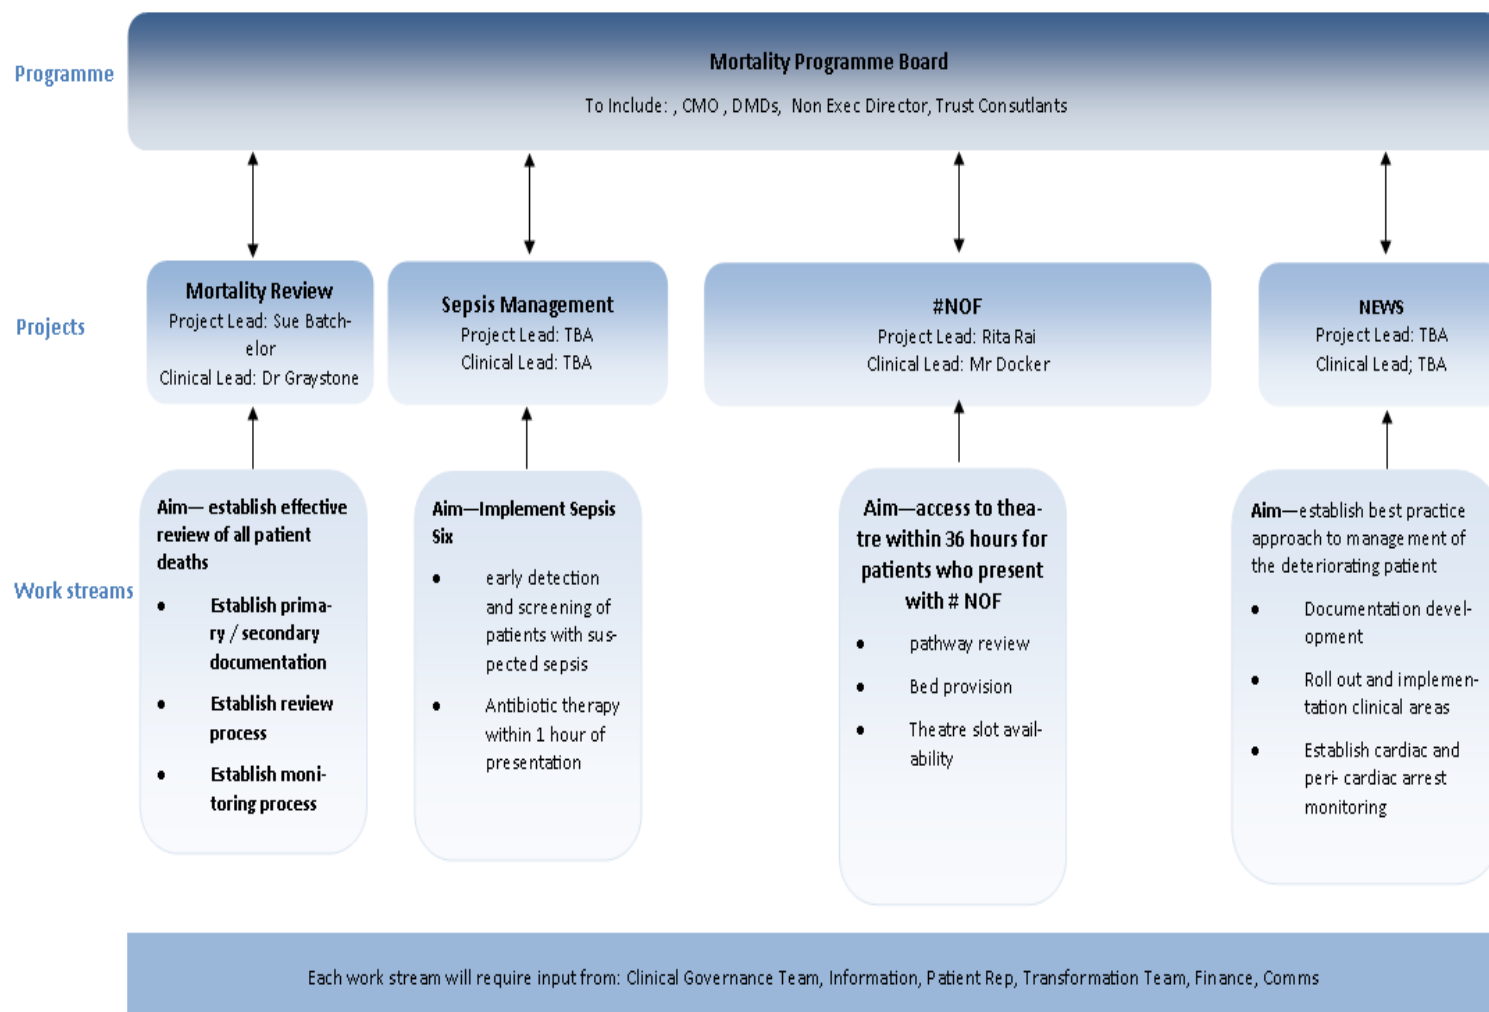 Programme
Mortality Programme Board
To Include: , CMO , DMDs, Non Exec Director, Trust Consutlants
Projects
Mortality Review
Project Lead: Sue Batch-
elor
Clinical Lead: Dr Graystone
Sepsis Management
Project Lead: TBA
Clinical Lead: TBA
#NOF
Project Lead: Rita Rai
Clinical Lead: Mr Docker
NEWS
Project Lead: TBA
Clinical Lead; TBA
Work streams
Aim— establish effective
review of all patient
deaths
• Establish prima-
ry / secondary
documentation
• Establish review
process
• Establish moni-
toring process
Aim—Implement Sepsis
Six
• early detection
and screening of
patients with sus-
pected sepsis
• Antibiotic therapy
within 1 hour of
presentation
Aim—access to thea-
tre within 36 hours for
patients who present
with # NOF
• pathway review
• Bed provision
• Theatre slot avail-
ability
Aim—establish best practice
approach to management of
the deteriorating patient
• Documentation devel-
opment
• Roll out and implemen-
tation clinical areas
• Establish cardiac and
peri- cardiac arrest
monitoring
Each work stream will require input from: Clinical Governance Team, Information, Patient Rep, Transformation Team, Finance, Comms